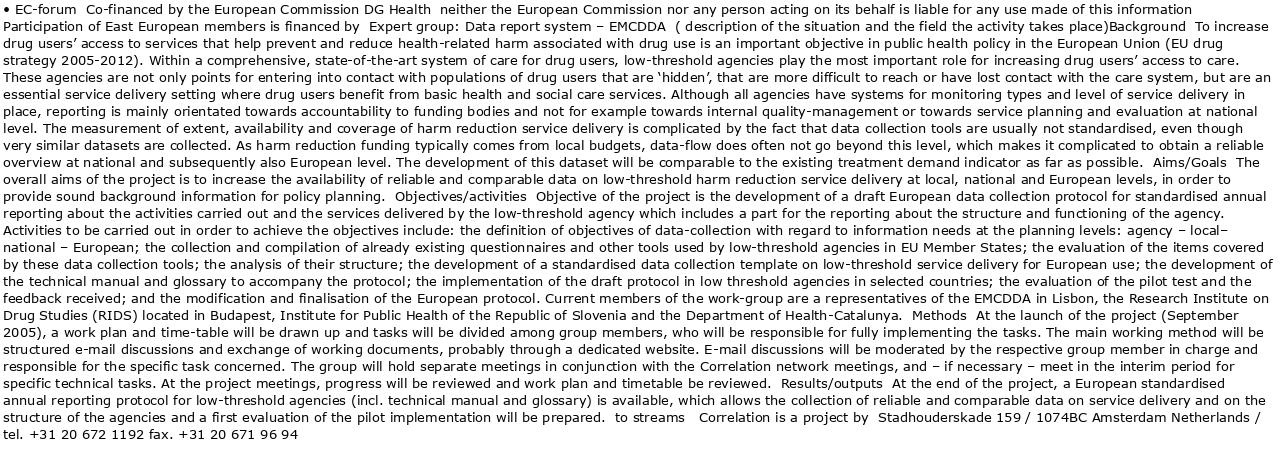 • EC-forum  Co-financed by the European Commission DG Health  neither the European Commission nor any person acting on its behalf is liable for any use made of this information
Participation of East European members is financed by  Expert group: Data report system – EMCDDA  ( description of the situation and the field the activity takes place)Background  To increase
drug users’ access to services that help prevent and reduce health-related harm associated with drug use is an important objective in public health policy in the European Union (EU drug
strategy 2005-2012). Within a comprehensive, state-of-the-art system of care for drug users, low-threshold agencies play the most important role for increasing drug users’ access to care.
These agencies are not only points for entering into contact with populations of drug users that are ‘hidden’, that are more difficult to reach or have lost contact with the care system, but are an
essential service delivery setting where drug users benefit from basic health and social care services. Although all agencies have systems for monitoring types and level of service delivery in
place, reporting is mainly orientated towards accountability to funding bodies and not for example towards internal quality-management or towards service planning and evaluation at national
level. The measurement of extent, availability and coverage of harm reduction service delivery is complicated by the fact that data collection tools are usually not standardised, even though
very similar datasets are collected. As harm reduction funding typically comes from local budgets, data-flow does often not go beyond this level, which makes it complicated to obtain a reliable
overview at national and subsequently also European level. The development of this dataset will be comparable to the existing treatment demand indicator as far as possible.  Aims/Goals  The
overall aims of the project is to increase the availability of reliable and comparable data on low-threshold harm reduction service delivery at local, national and European levels, in order to
provide sound background information for policy planning.  Objectives/activities  Objective of the project is the development of a draft European data collection protocol for standardised annual
reporting about the activities carried out and the services delivered by the low-threshold agency which includes a part for the reporting about the structure and functioning of the agency.
Activities to be carried out in order to achieve the objectives include: the definition of objectives of data-collection with regard to information needs at the planning levels: agency – local–
national – European; the collection and compilation of already existing questionnaires and other tools used by low-threshold agencies in EU Member States; the evaluation of the items covered
by these data collection tools; the analysis of their structure; the development of a standardised data collection template on low-threshold service delivery for European use; the development of
the technical manual and glossary to accompany the protocol; the implementation of the draft protocol in low threshold agencies in selected countries; the evaluation of the pilot test and the
feedback received; and the modification and finalisation of the European protocol. Current members of the work-group are a representatives of the EMCDDA in Lisbon, the Research Institute on
Drug Studies (RIDS) located in Budapest, Institute for Public Health of the Republic of Slovenia and the Department of Health-Catalunya.  Methods  At the launch of the project (September
2005), a work plan and time-table will be drawn up and tasks will be divided among group members, who will be responsible for fully implementing the tasks. The main working method will be
structured e-mail discussions and exchange of working documents, probably through a dedicated website. E-mail discussions will be moderated by the respective group member in charge and
responsible for the specific task concerned. The group will hold separate meetings in conjunction with the Correlation network meetings, and – if necessary – meet in the interim period for
specific technical tasks. At the project meetings, progress will be reviewed and work plan and timetable be reviewed.  Results/outputs  At the end of the project, a European standardised
annual reporting protocol for low-threshold agencies (incl. technical manual and glossary) is available, which allows the collection of reliable and comparable data on service delivery and on the
structure of the agencies and a first evaluation of the pilot implementation will be prepared.  to streams   Correlation is a project by  Stadhouderskade 159 / 1074BC Amsterdam Netherlands /
tel. +31 20 672 1192 fax. +31 20 671 96 94